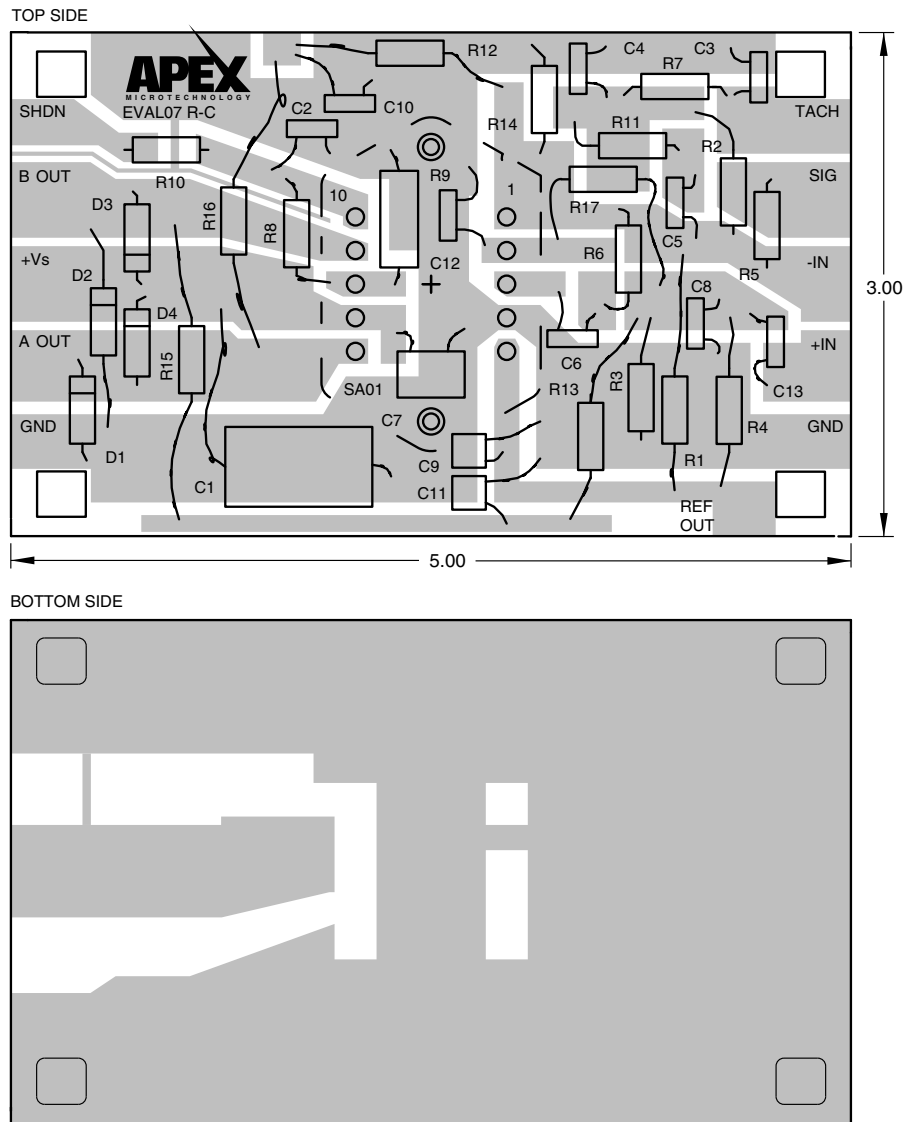 TOP SIDE
APEX
MICROTECHNOLOGY
EVAL07 R-C
SHDN
R12
C4
C3
R7
TACH
C2
C10
R14
R11
R2
R10
B OUT
SIG
R9
10
1
R17
D3
R16
R8
C5
+Vs
C12
R6
-IN
D2
R5
C8
D4
A OUT
R15
C6
+IN
3.00
SA01
R13
R3
C13
GND
C7
R4
GND
D1
C9
R1
C1
C11
REF
OUT
5.00
BOTTOM SIDE